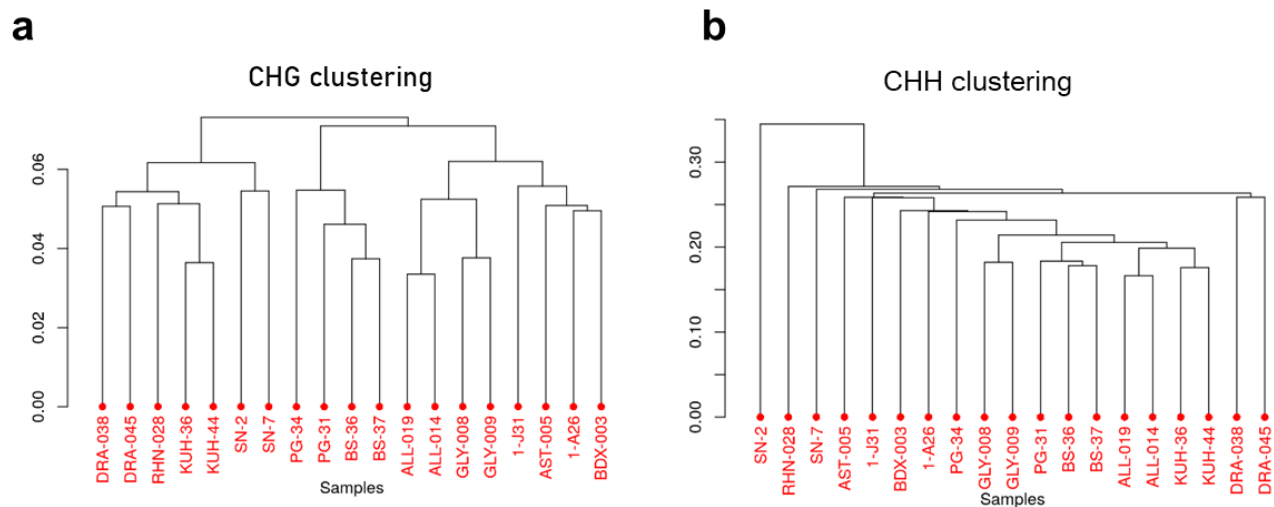 a
CHG clustering
0.00
0.02
0.04
0.06
DRA-038
DRA-045
RHN-028
KUH-36
KUH-44
SN-2
SN-7
PG-34
PG-31
BS-36
BS-37
ALL-019
ALL-014
GLY-008
GLY-009
1-J31
AST-005
1-A26
BDX-003
Samples
b
CHH clustering
0.00
0.10
0.20
0.30
SN-2
RHN-028
SN-7
AST-005
1-J31
BDX-003
1-A26
PG-34
GLY-008
GLY-009
PG-31
BS-36
BS-37
ALL-019
ALL-014
KUH-36
KUH-44
DRA-038
DRA-045
Samples